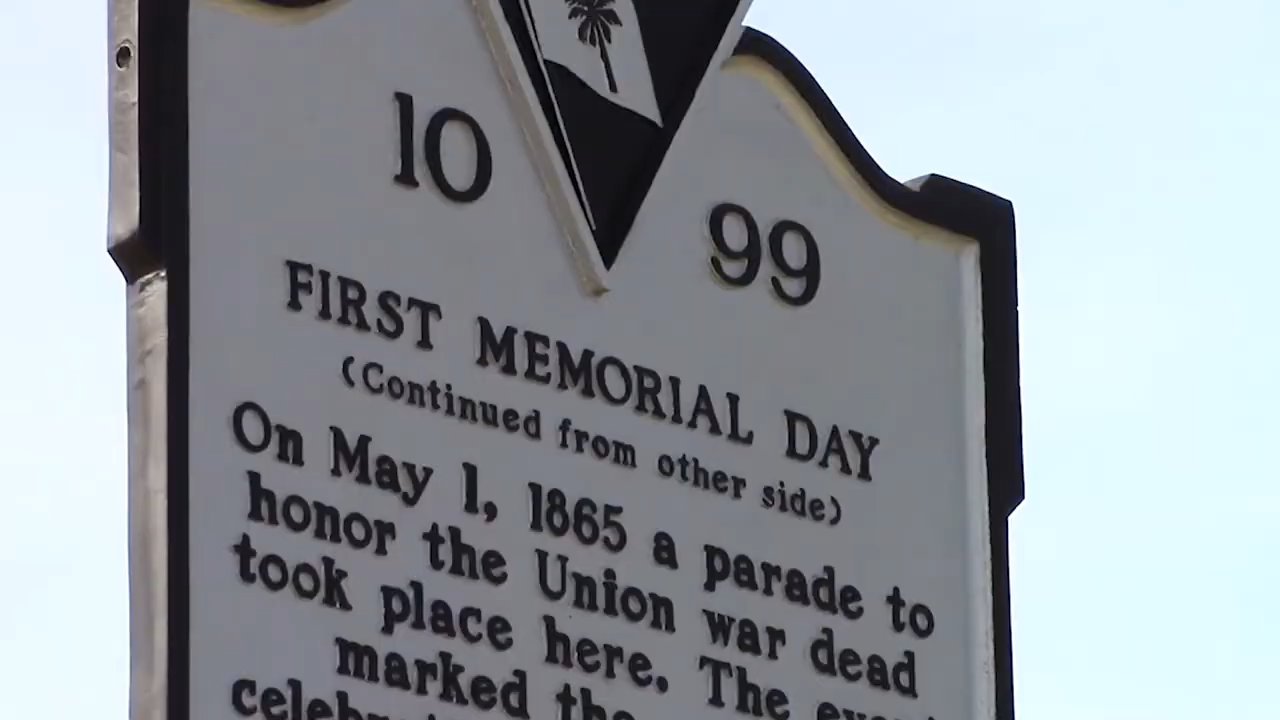 10 99
FIRST MEMORIAL DAY
(Continued from other side)
On May 1, 1865 a parade to
honor the Union war dead
took place here. The
marked the